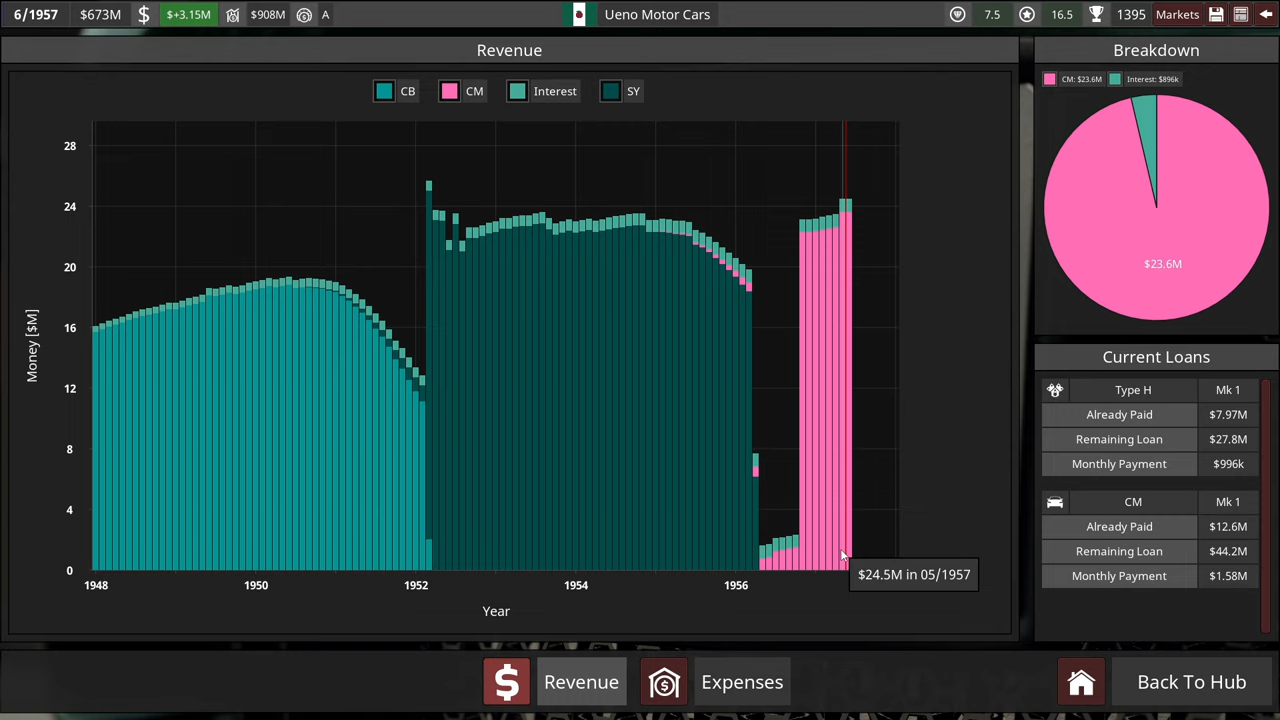 6/1957 $673M $+3.15M $908M A Ueno Motor Cars 7.5 16.5 1395 Markets
Revenue
CB CM Interest SY
28
24
20
16
12
8
4
0
Money [$M]
1948 1950 1952 1954 1956
Year
$24.5M in 05/1957
Breakdown
CM: $23.6M Interest: $896k
$23.6M
Current Loans
Type H Mk 1
Already Paid $7.97M
Remaining Loan $27.8M
Monthly Payment $996k
CM Mk 1
Already Paid $12.6M
Remaining Loan $44.2M
Monthly Payment $1.58M
$ Revenue Expenses Back To Hub